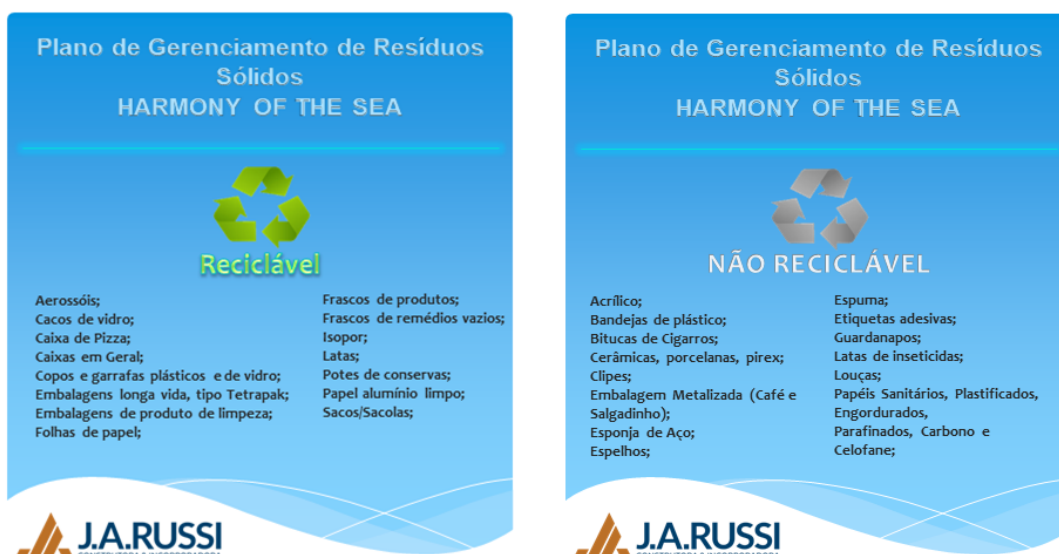 Plano de Gerenciamento de Resíduos
Sólidos
HARMONY OF THE SEA
Reciclável
Aerossóis;
Cacos de vidro;
Caixa de Pizza;
Caixas em Geral;
Copos e garrafas plásticos e de vidro;
Embalagens longa vida, tipo Tetrapak;
Embalagens de produto de limpeza;
Folhas de papel;
Frascos de produtos;
Frascos de remédios vazios;
Isopor;
Latas;
Potes de conservas;
Papel alumínio limpo;
Sacos/Sacolas;
J.A.RUSSI
CONSTRUTORA E INCORPORADORA
Plano de Gerenciamento de Resíduos
Sólidos
HARMONY OF THE SEA
NÃO RECICLÁVEL
Acrílico;
Bandejas de plástico;
Bitucas de Cigarros;
Cerâmicas, porcelanas, pirex;
Clipes;
Embalagem Metalizada (Café e
Salgadinho);
Esponja de Aço;
Espelhos;
Espuma;
Etiquetas adesivas;
Guardanapos;
Latas de inseticidas;
Louças;
Papéis Sanitários, Plastificados,
Engordurados,
Parafinados, Carbono e
Celofane;
J.A.RUSSI
CONSTRUTORA E INCORPORADORA